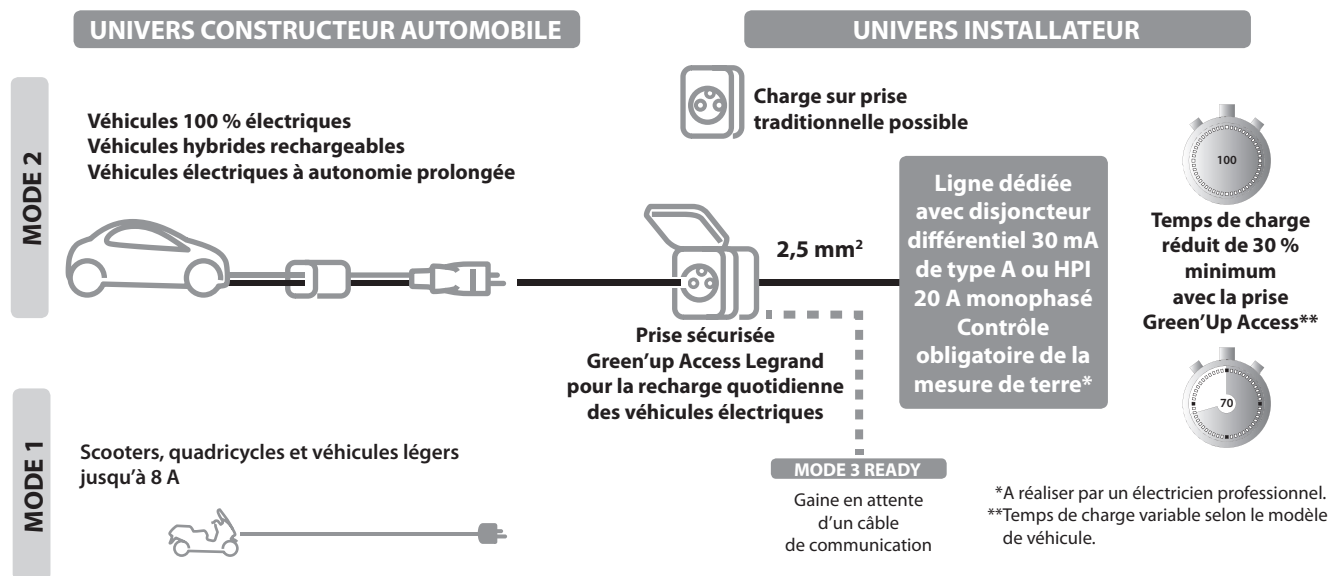 UNIVERS CONSTRUCTEUR AUTOMOBILE
UNIVERS INSTALLATEUR
MODE 2
Véhicules 100 % électriques
Véhicules hybrides rechargeables
Véhicules électriques à autonomie prolongée
Charge sur prise
traditionnelle possible
2,5 mm²
Prise sécurisée
Green’up Access Legrand
pour la recharge quotidienne
des véhicules électriques
Ligne dédiée
avec disjoncteur
différentiel 30 mA
de type A ou HPI
20 A monophasé
Contrôle
obligatoire de la
mesure de terre*
100
Temps de charge
réduit de 30 %
minimum
avec la prise
Green’Up Access**
70
MODE 1
Scooters, quadricycles et véhicules légers
jusqu’à 8 A
MODE 3 READY
Gaine en attente
d’un câble
de communication
*A réaliser par un électricien professionnel.
**Temps de charge variable selon le modèle
de véhicule.